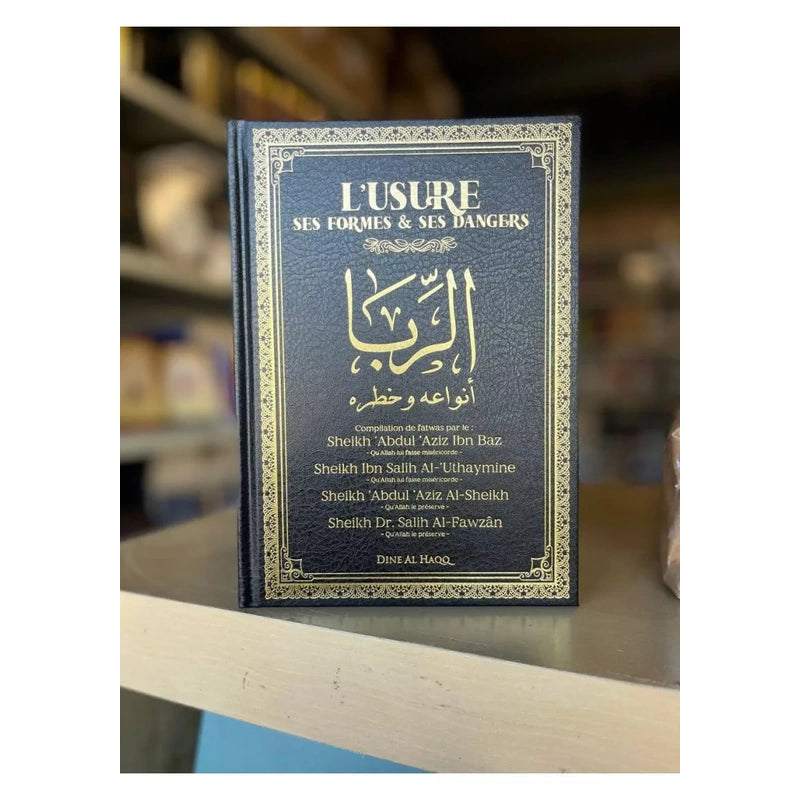 L'USURE
SES FORMES & SES DANGERS
الرِّبَا
أنواعه وخطره
Compilation de fatwas par le :
Sheikh 'Abdul 'Aziz Ibn Baz
- Qu'Allah lui fasse miséricorde -
Sheikh Ibn Salih Al-'Uthaymine
- Qu'Allah lui fasse miséricorde -
Sheikh 'Abdul 'Aziz Al-Sheikh
- Qu'Allah le préserve -
Sheikh Dr. Salih Al-Fawzân
- Qu'Allah le préserve -
DINE AL HAQQ